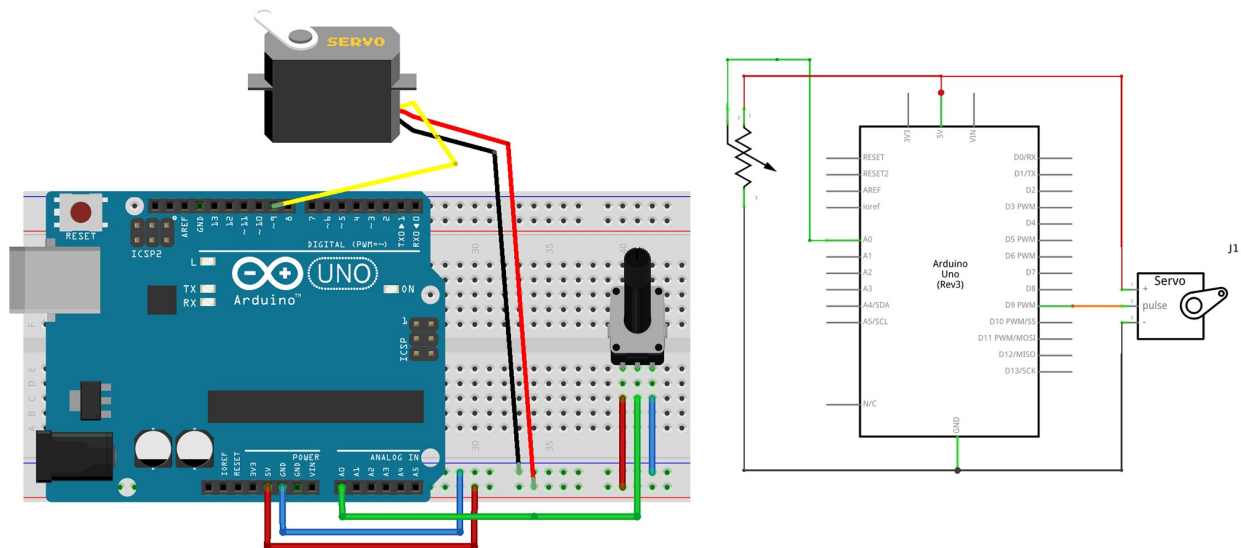 SERVO
RESET
ICSP2
AREF
GND
13
12
~11
~10
~9
8
7
~6
~5
4
~3
2
TX0▶1
RX0◀0
DIGITAL (PWM=~)
L
TX
RX
Arduino™
UNO
ON
1
ICSP
POWER
ANALOG IN
IOREF
RESET
3V3
5V
GND
GND
VIN
A0
A1
A2
A3
A4
A5
30
35
40
30
35
E
D
C
B
A
F
3V3
5V
VIN
RESET
RESET2
AREF
ioref
A0
A1
A2
A3
A4/SDA
A5/SCL
N/C
Arduino
Uno
(Rev3)
D0/RX
D1/TX
D2
D3 PWM
D4
D5 PWM
D6 PWM
D7
D8
D9 PWM
D10 PWM/SS
D11 PWM/MOSI
D12/MISO
D13/SCK
GND
J1
Servo
+
pulse
-